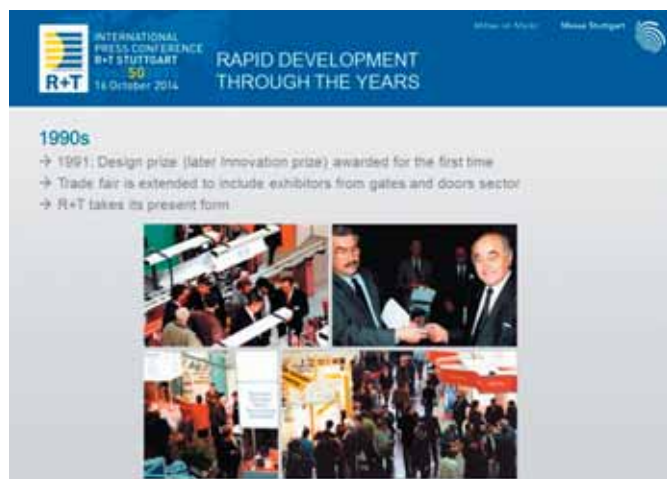 INTERNATIONAL
PRESS CONFERENCE
R+T STUTTGART
50
16 October 2014
R+T
Messe Stuttgart
RAPID DEVELOPMENT
THROUGH THE YEARS
1990s
→ 1991: Design prize (later Innovation prize) awarded for the first time
→ Trade fair is extended to include exhibitors from gates and doors sector
→ R+T takes its present form